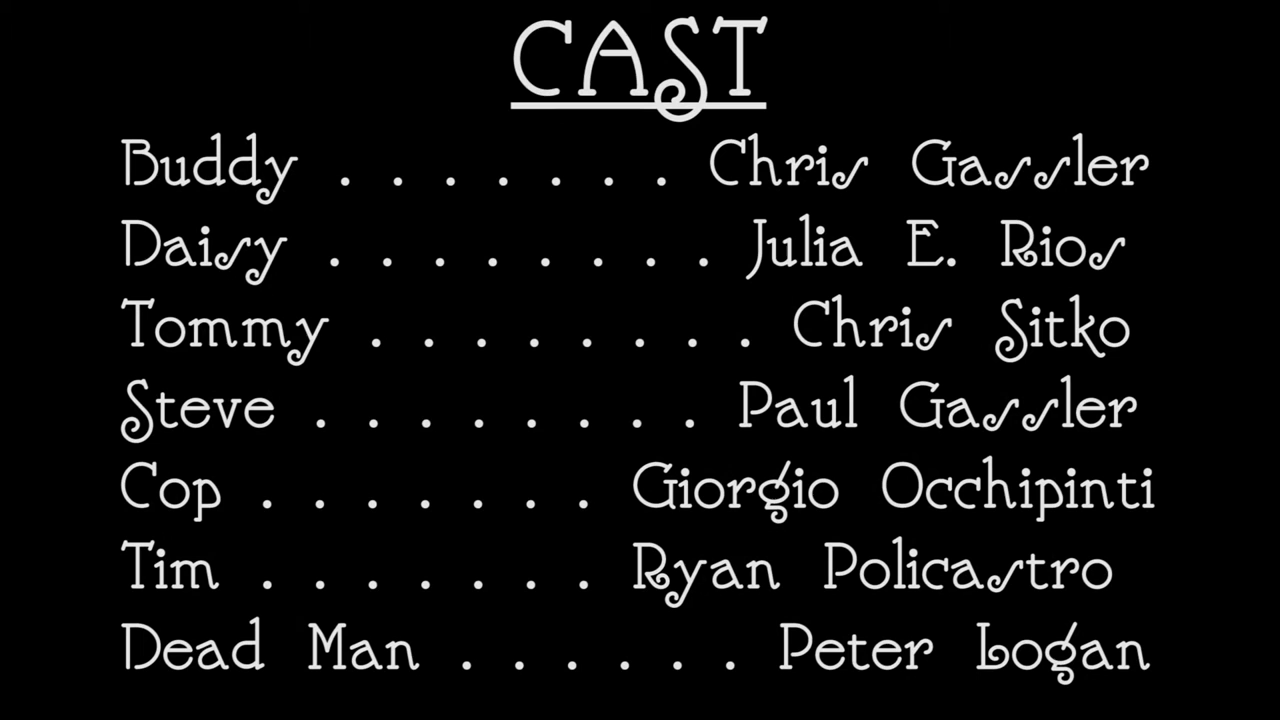 CAST
Buddy . . . . . . . Chris Gassler
Daisy . . . . . . . . Julia E. Rios
Tommy . . . . . . . . Chris Sitko
Steve . . . . . . . . Paul Gassler
Cop . . . . . . . Giorgio Occhipinti
Tim . . . . . . . Ryan Policastro
Dead Man . . . . . . Peter Logan